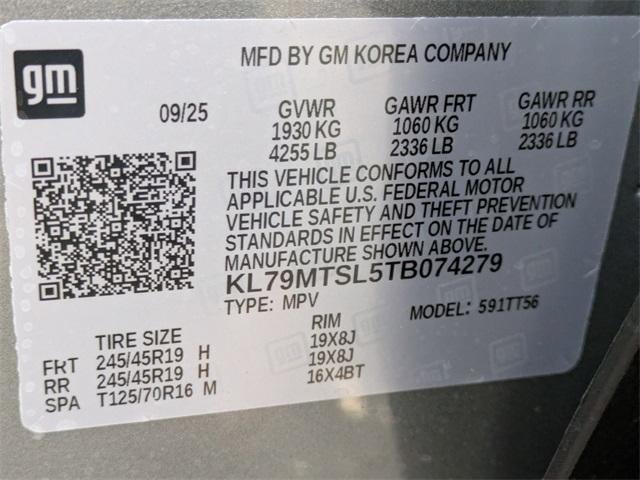 gm
MFD BY GM KOREA COMPANY
09/25
GVWR GAWR FRT GAWR RR
1930 KG 1060 KG 1060 KG
4255 LB 2336 LB 2336 LB
THIS VEHICLE CONFORMS TO ALL
APPLICABLE U.S. FEDERAL MOTOR
VEHICLE SAFETY AND THEFT PREVENTION
STANDARDS IN EFFECT ON THE DATE OF
MANUFACTURE SHOWN ABOVE.
KL79MTSL5TB074279
TYPE: MPV MODEL: 591TT56
TIRE SIZE RIM
FRT 245/45R19 H 19X8J
RR 245/45R19 H 19X8J
SPA T125/70R16 M 16X4BT